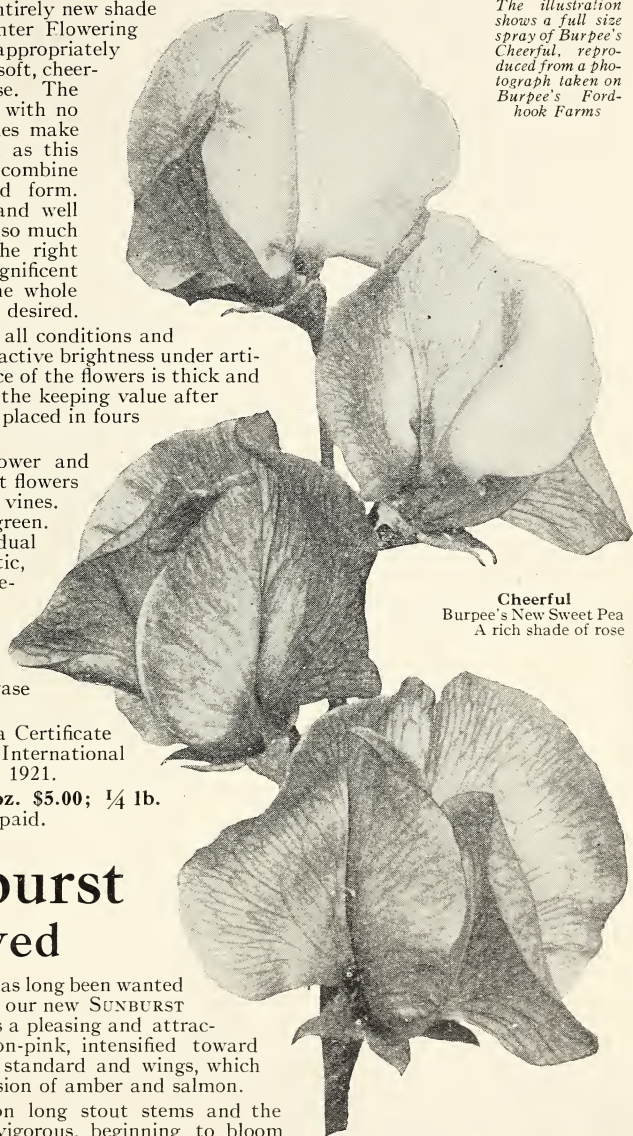 entirely new shade
nter Flowering
appropriately
soft, cheer-
se. The
with no
es make
as this
combine
d form.
and well
so much
he right
gnificent
e whole
desired.
all conditions and
active brightness under arti-
ce of the flowers is thick and
the keeping value after
placed in fours
ower and
t flowers
vines.
green.
dual
tic,
e-
ase
a Certificate
International
1921.
oz. $5.00; ¼ lb.
paid.
The illustration
shows a full size
spray of Burpee's
Cheerful, repro-
duced from a pho-
tograph taken on
Burpee's Ford-
hook Farms
Cheerful
Burpee's New Sweet Pea
A rich shade of rose
burst
ved
as long been wanted
our new SUNBURST
s a pleasing and attrac-
on-pink, intensified toward
standard and wings, which
sion of amber and salmon.
on long stout stems and the
vigorous, beginning to bloom